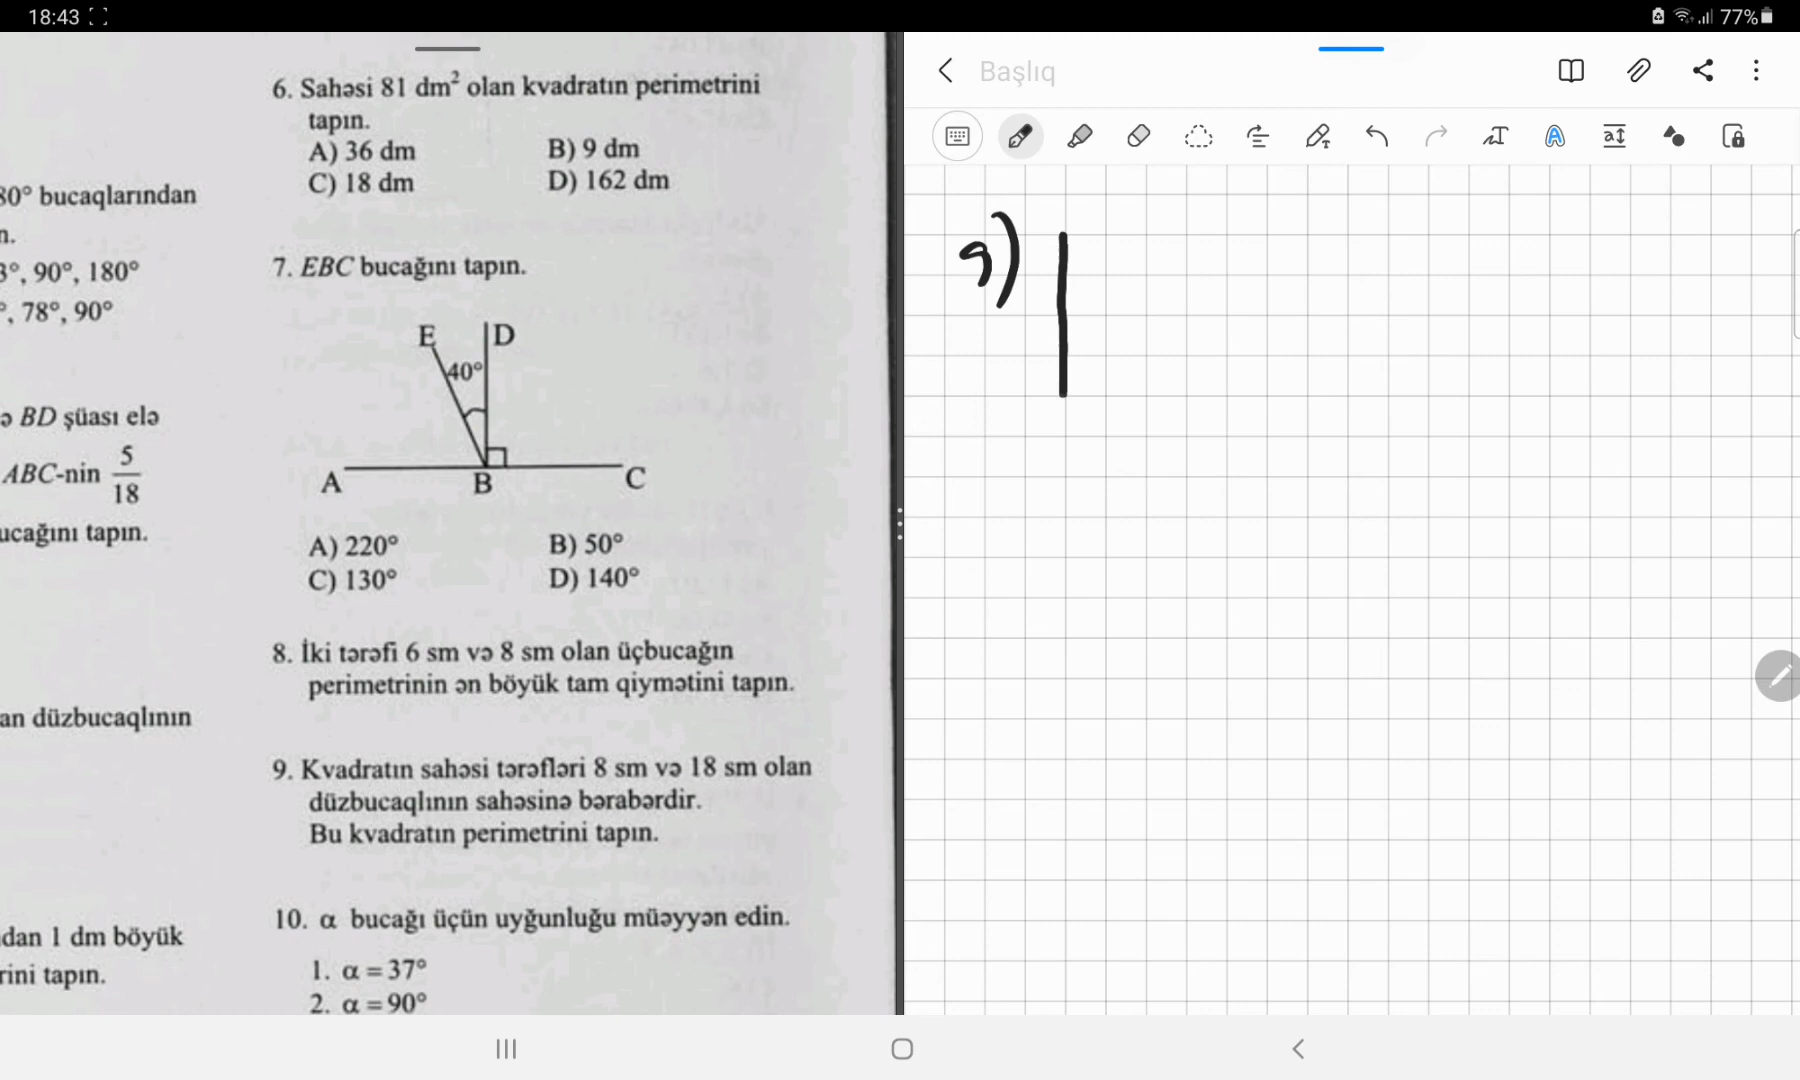 18:43
77%
80° bucaqlarından
n.
3°, 90°, 180°
°, 78°, 90°
ə BD şüası elə
ABC-nin 5/18
ucağını tapın.
an düzbucaqlının
dan 1 dm böyük
rini tapın.
6. Sahəsi 81 dm² olan kvadratın perimetrini
tapın.
A) 36 dm B) 9 dm
C) 18 dm D) 162 dm
7. EBC bucağını tapın.
E D
40°
A B C
A) 220° B) 50°
C) 130° D) 140°
8. İki tərəfi 6 sm və 8 sm olan üçbucağın
perimetrinin ən böyük tam qiymətini tapın.
9. Kvadratın sahəsi tərəfləri 8 sm və 18 sm olan
düzbucaqlının sahəsinə bərabərdir.
Bu kvadratın perimetrini tapın.
10. α bucağı üçün uyğunluğu müəyyən edin.
1. α = 37°
2. α = 90°
Başlıq
9)